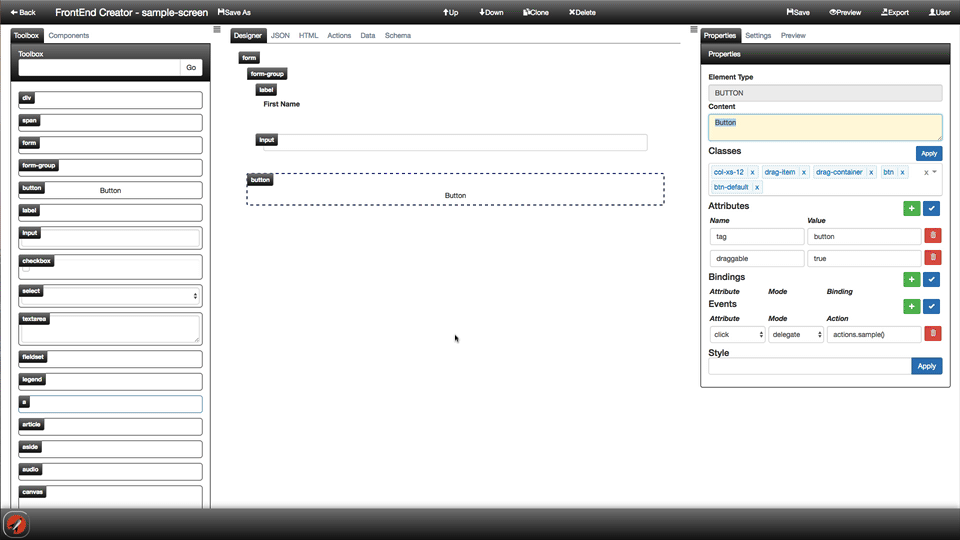 Back FrontEnd Creator - sample-screen Save As Up Down Clone Delete Save Preview Export User
Toolbox Components
Toolbox
Go
div
span
form
form-group
button Button
label
input
checkbox
select
textarea
fieldset
legend
a
article
aside
audio
canvas
Designer JSON HTML Actions Data Schema
form
form-group
label
First Name
input
button
Button
Properties Settings Preview
Properties
Element Type
BUTTON
Content
Button
Classes Apply
col-xs-12 x drag-item x drag-container x btn x x
btn-default x
Attributes
Name Value
tag button
draggable true
Bindings
Attribute Mode Binding
Events
Attribute Mode Action
click delegate actions.sample()
Style
Apply